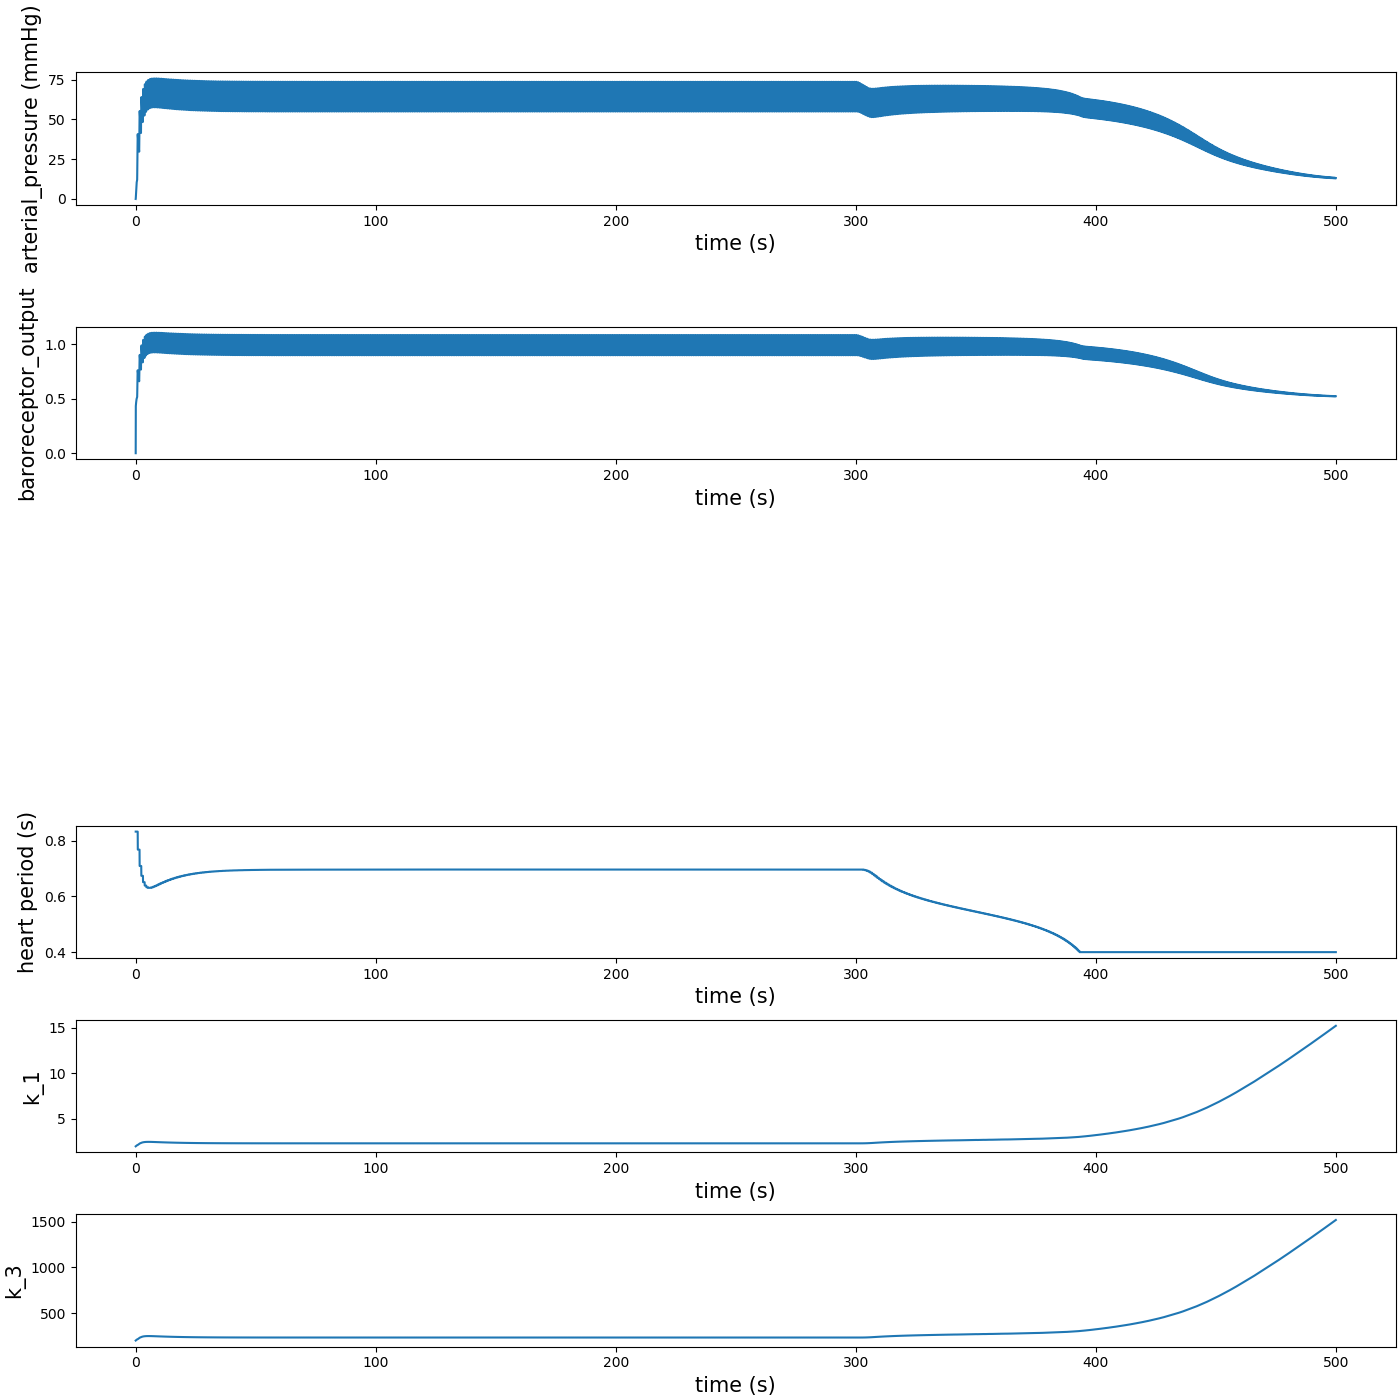 arterial_pressure (mmHg)
75
50
25
0
0 100 200 300 400 500
time (s)
baroreceptor_output
1.0
0.5
0.0
0 100 200 300 400 500
time (s)
heart period (s)
0.8
0.6
0.4
0 100 200 300 400 500
time (s)
k_1
15
10
5
0 100 200 300 400 500
time (s)
k_3
1500
1000
500
0 100 200 300 400 500
time (s)